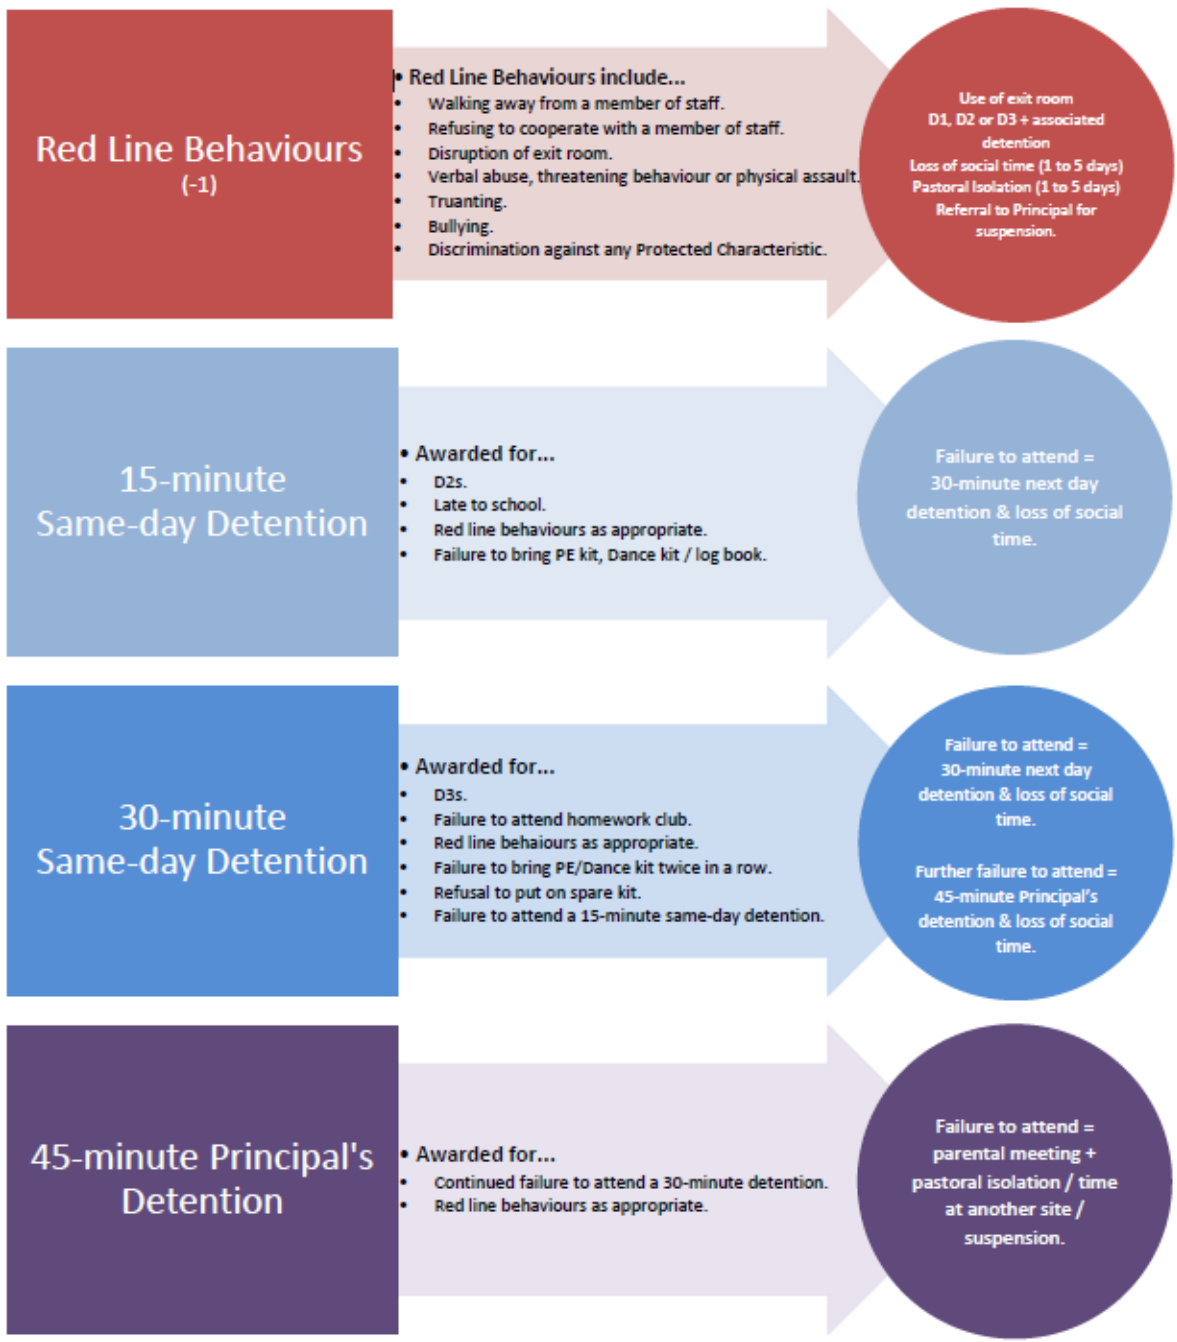 Red Line Behaviours
(-1)
• Red Line Behaviours include...
• Walking away from a member of staff.
• Refusing to cooperate with a member of staff.
• Disruption of exit room.
• Verbal abuse, threatening behaviour or physical assault.
• Truanting.
• Bullying.
• Discrimination against any Protected Characteristic.
Use of exit room
D1, D2 or D3 + associated
detention
Loss of social time (1 to 5 days)
Pastoral Isolation (1 to 5 days)
Referral to Principal for
suspension.
15-minute
Same-day Detention
• Awarded for...
• D2s.
• Late to school.
• Red line behaviours as appropriate.
• Failure to bring PE kit, Dance kit / log book.
Failure to attend =
30-minute next day
detention & loss of social
time.
30-minute
Same-day Detention
• Awarded for...
• D3s.
• Failure to attend homework club.
• Red line behaiours as appropriate.
• Failure to bring PE/Dance kit twice in a row.
• Refusal to put on spare kit.
• Failure to attend a 15-minute same-day detention.
Failure to attend =
30-minute next day
detention & loss of social
time.
Further failure to attend =
45-minute Principal’s
detention & loss of social
time.
45-minute Principal's
Detention
• Awarded for...
• Continued failure to attend a 30-minute detention.
• Red line behaviours as appropriate.
Failure to attend =
parental meeting +
pastoral isolation / time
at another site /
suspension.